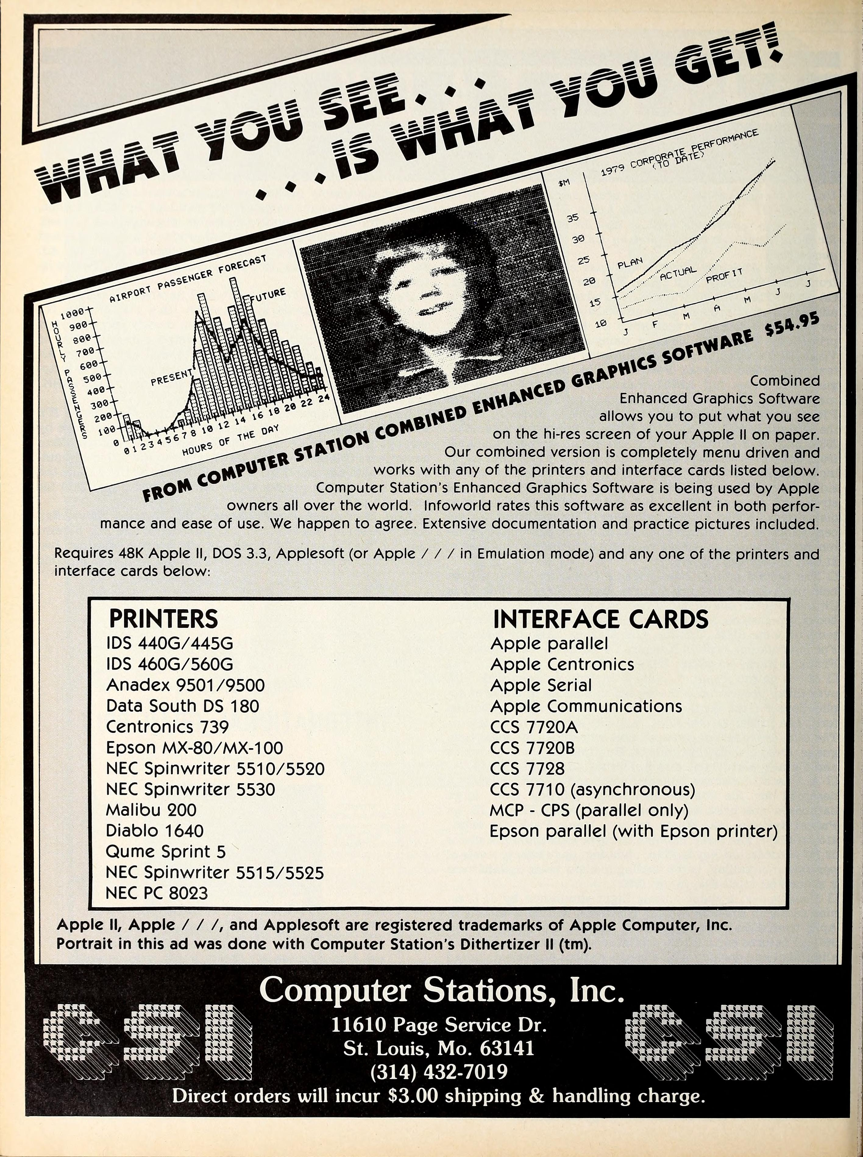 WHAT YOU SEE...
...IS WHAT YOU GET!
AIRPORT PASSENGER FORECAST
HOURLY PASSENGERS
1000
900
800
700
600
500
400
300
200
100
0
FUTURE
PRESENT
0 1 2 3 4 5 6 7 8 10 12 14 16 18 20 22 24
HOURS OF THE DAY
1979 CORPORATE PERFORMANCE
(TO DATE)
$M
35
30
25
20
15
10
PLAN
ACTUAL
PROFIT
J F M A M J J
FROM COMPUTER STATION COMBINED ENHANCED GRAPHICS SOFTWARE $54.95
Combined
Enhanced Graphics Software
allows you to put what you see
on the hi-res screen of your Apple II on paper.
Our combined version is completely menu driven and
works with any of the printers and interface cards listed below.
Computer Station's Enhanced Graphics Software is being used by Apple
owners all over the world. Infoworld rates this software as excellent in both perfor-
mance and ease of use. We happen to agree. Extensive documentation and practice pictures included.
Requires 48K Apple II, DOS 3.3, Applesoft (or Apple / / / in Emulation mode) and any one of the printers and
interface cards below:
PRINTERS
IDS 440G/445G
IDS 460G/560G
Anadex 9501/9500
Data South DS 180
Centronics 739
Epson MX-80/MX-100
NEC Spinwriter 5510/5520
NEC Spinwriter 5530
Malibu 200
Diablo 1640
Qume Sprint 5
NEC Spinwriter 5515/5525
NEC PC 8023
INTERFACE CARDS
Apple parallel
Apple Centronics
Apple Serial
Apple Communications
CCS 7720A
CCS 7720B
CCS 7728
CCS 7710 (asynchronous)
MCP - CPS (parallel only)
Epson parallel (with Epson printer)
Apple II, Apple / / /, and Applesoft are registered trademarks of Apple Computer, Inc.
Portrait in this ad was done with Computer Station's Dithertizer II (tm).
CSI
Computer Stations, Inc.
11610 Page Service Dr.
St. Louis, Mo. 63141
(314) 432-7019
Direct orders will incur $3.00 shipping & handling charge.
CSI